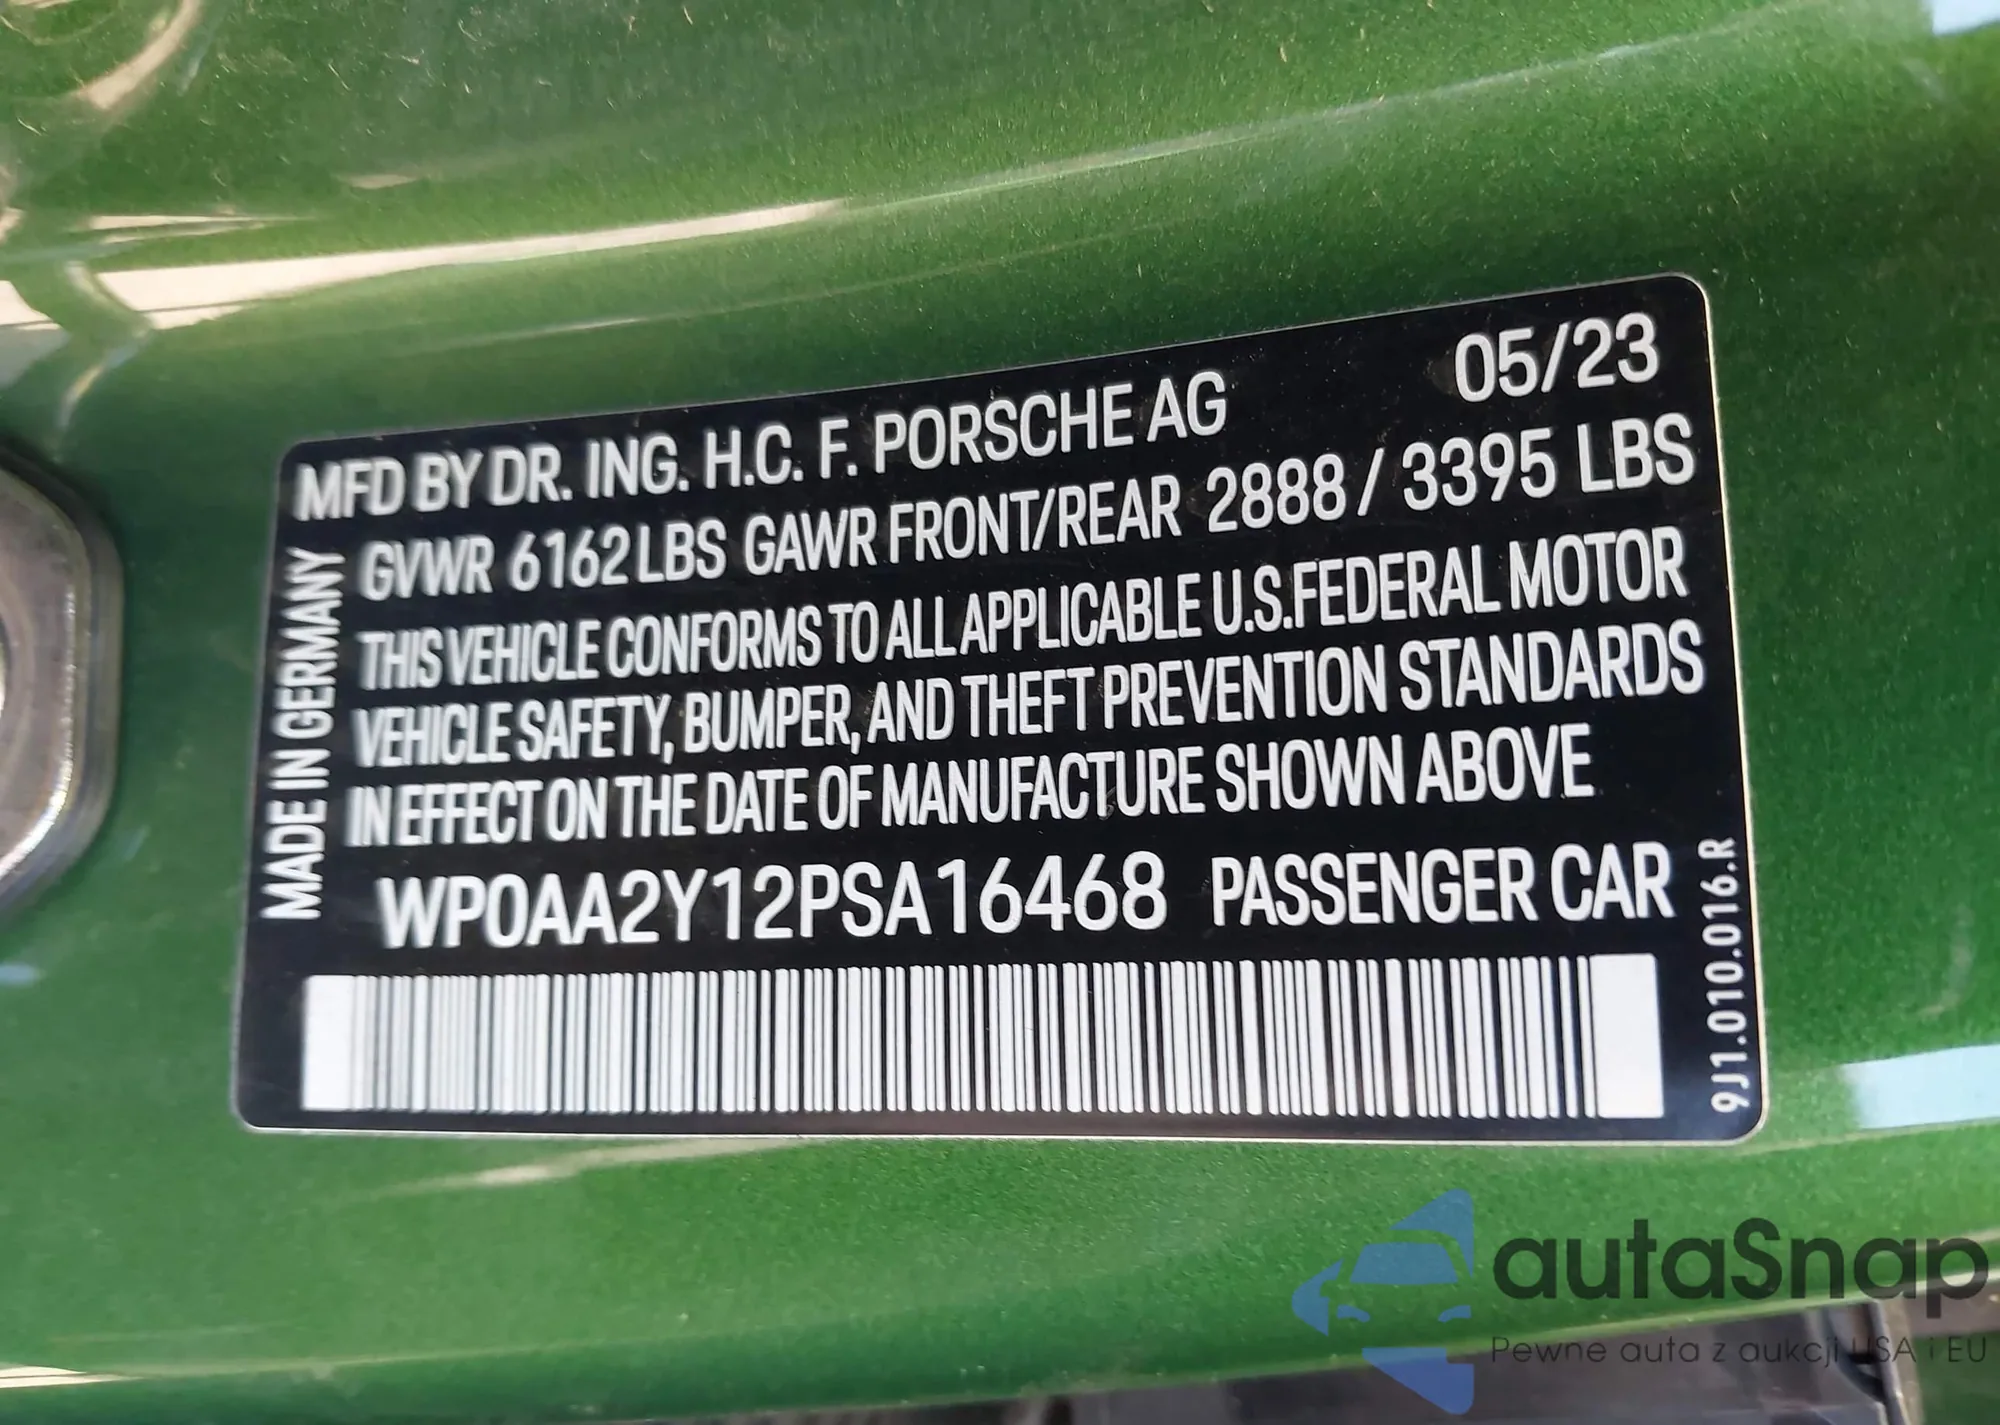 05/23
MFD BY DR. ING. H.C. F. PORSCHE AG
GVWR 6162 LBS GAWR FRONT/REAR 2888 / 3395 LBS
THIS VEHICLE CONFORMS TO ALL APPLICABLE U.S.FEDERAL MOTOR
VEHICLE SAFETY, BUMPER, AND THEFT PREVENTION STANDARDS
IN EFFECT ON THE DATE OF MANUFACTURE SHOWN ABOVE
WP0AA2Y12PSA16468 PASSENGER CAR
MADE IN GERMANY
9J1.010.016.R
autaSnap
Pewne auta z aukcji USA i EU